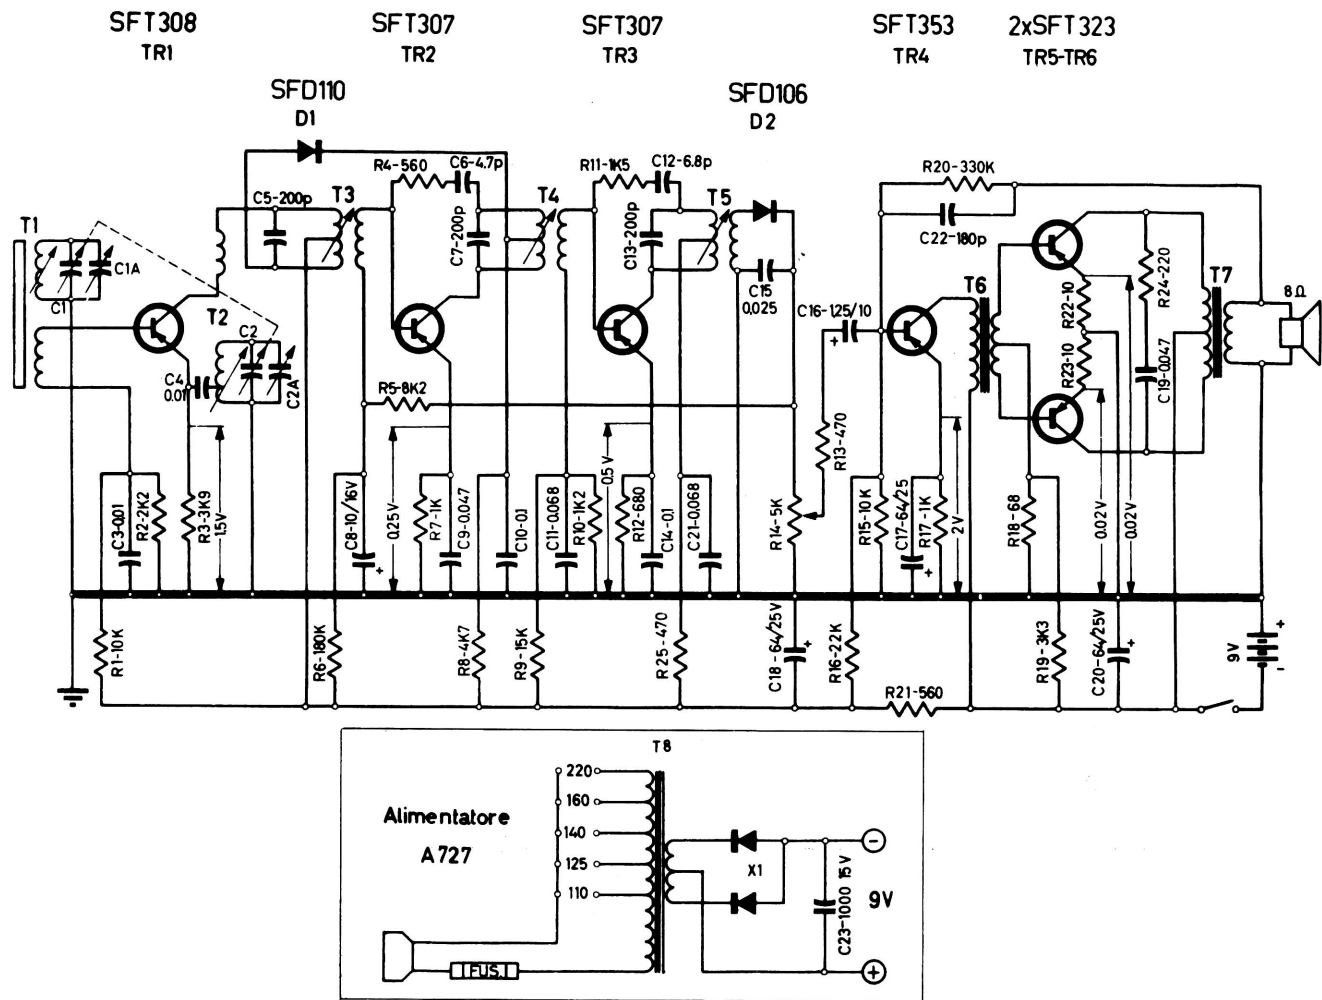 SFT308
TR1
SFT307
TR2
SFT307
TR3
SFT353
TR4
2xSFT323
TR5-TR6
SFD110
D1
SFD106
D2
R4-560
C6-4.7p
R11-1K5
C12-6.8p
R20-330K
C22-180p
T1
C1
C1A
C5-200p
T3
C7-200p
T4
C13-200p
T5
C15
0,025
C16-1,25/10
T6
R22-10
R23-10
R24-220
C19-0,047
T7
8Ω
T2
C2
C2A
C4
0.01
R5-8K2
R13-470
C3-0,01
R2-2K2
R3-3K9
1,5V
C8-10/16V
0,25V
R7-1K
C9-0,047
C10-0,1
C11-0,068
R10-1K2
0,5V
R12-680
C14-0,1
C21-0,068
R14-5K
R15-10K
C17-64/25
R17-1K
2V
R18-68
0,02V
0,02V
R1-10K
R6-180K
R8-4K7
R9-15K
R25-470
C18-64/25V
R16-22K
R21-560
R19-3K3
C20-64/25V
9V
T8
Alimentatore
A727
220
160
140
125
110
FUS.
X1
C23-1000 15V
9V